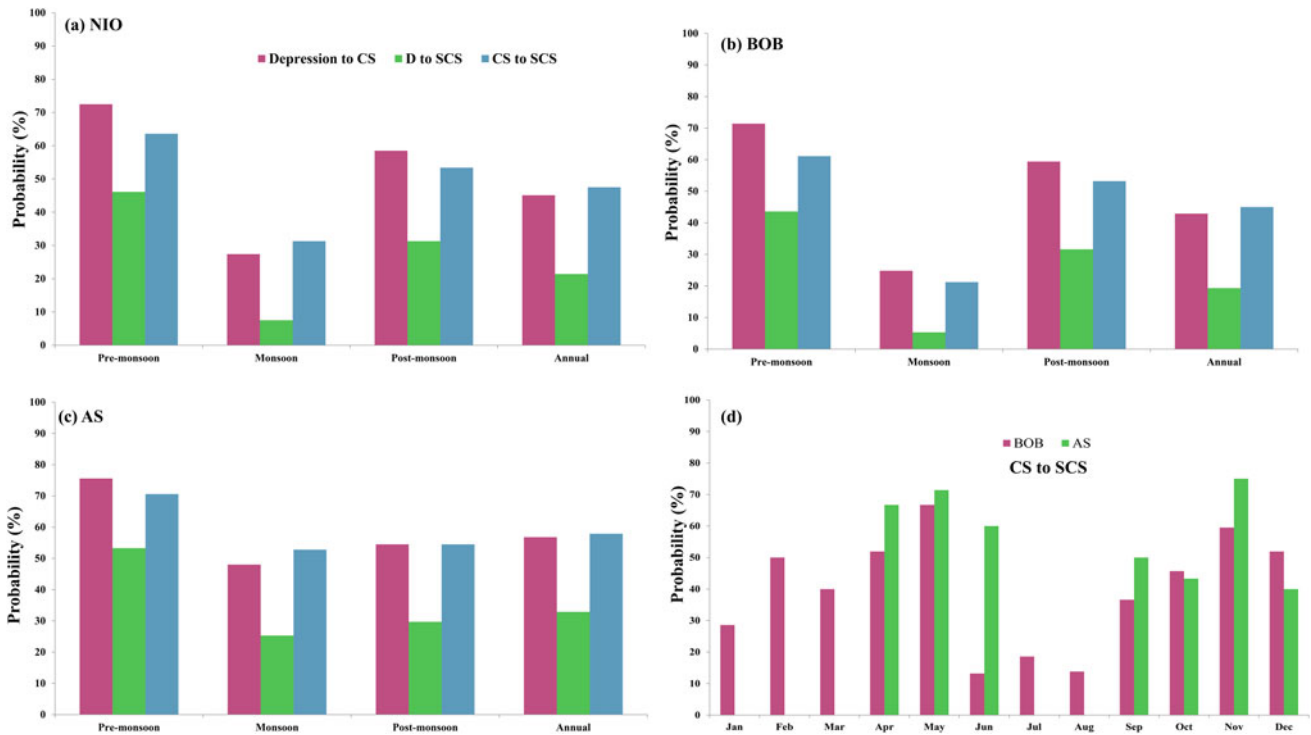 (a) NIO
Depression to CS D to SCS CS to SCS
Probability (%)
100
90
80
70
60
50
40
30
20
10
0
Pre-monsoon Monsoon Post-monsoon Annual
(b) BOB
Probability (%)
100
90
80
70
60
50
40
30
20
10
0
Pre-monsoon Monsoon Post-monsoon Annual
(c) AS
Probability (%)
100
90
80
70
60
50
40
30
20
10
0
Pre-monsoon Monsoon Post-monsoon Annual
(d)
BOB AS
CS to SCS
Probability (%)
100
90
80
70
60
50
40
30
20
10
0
Jan Feb Mar Apr May Jun Jul Aug Sep Oct Nov Dec